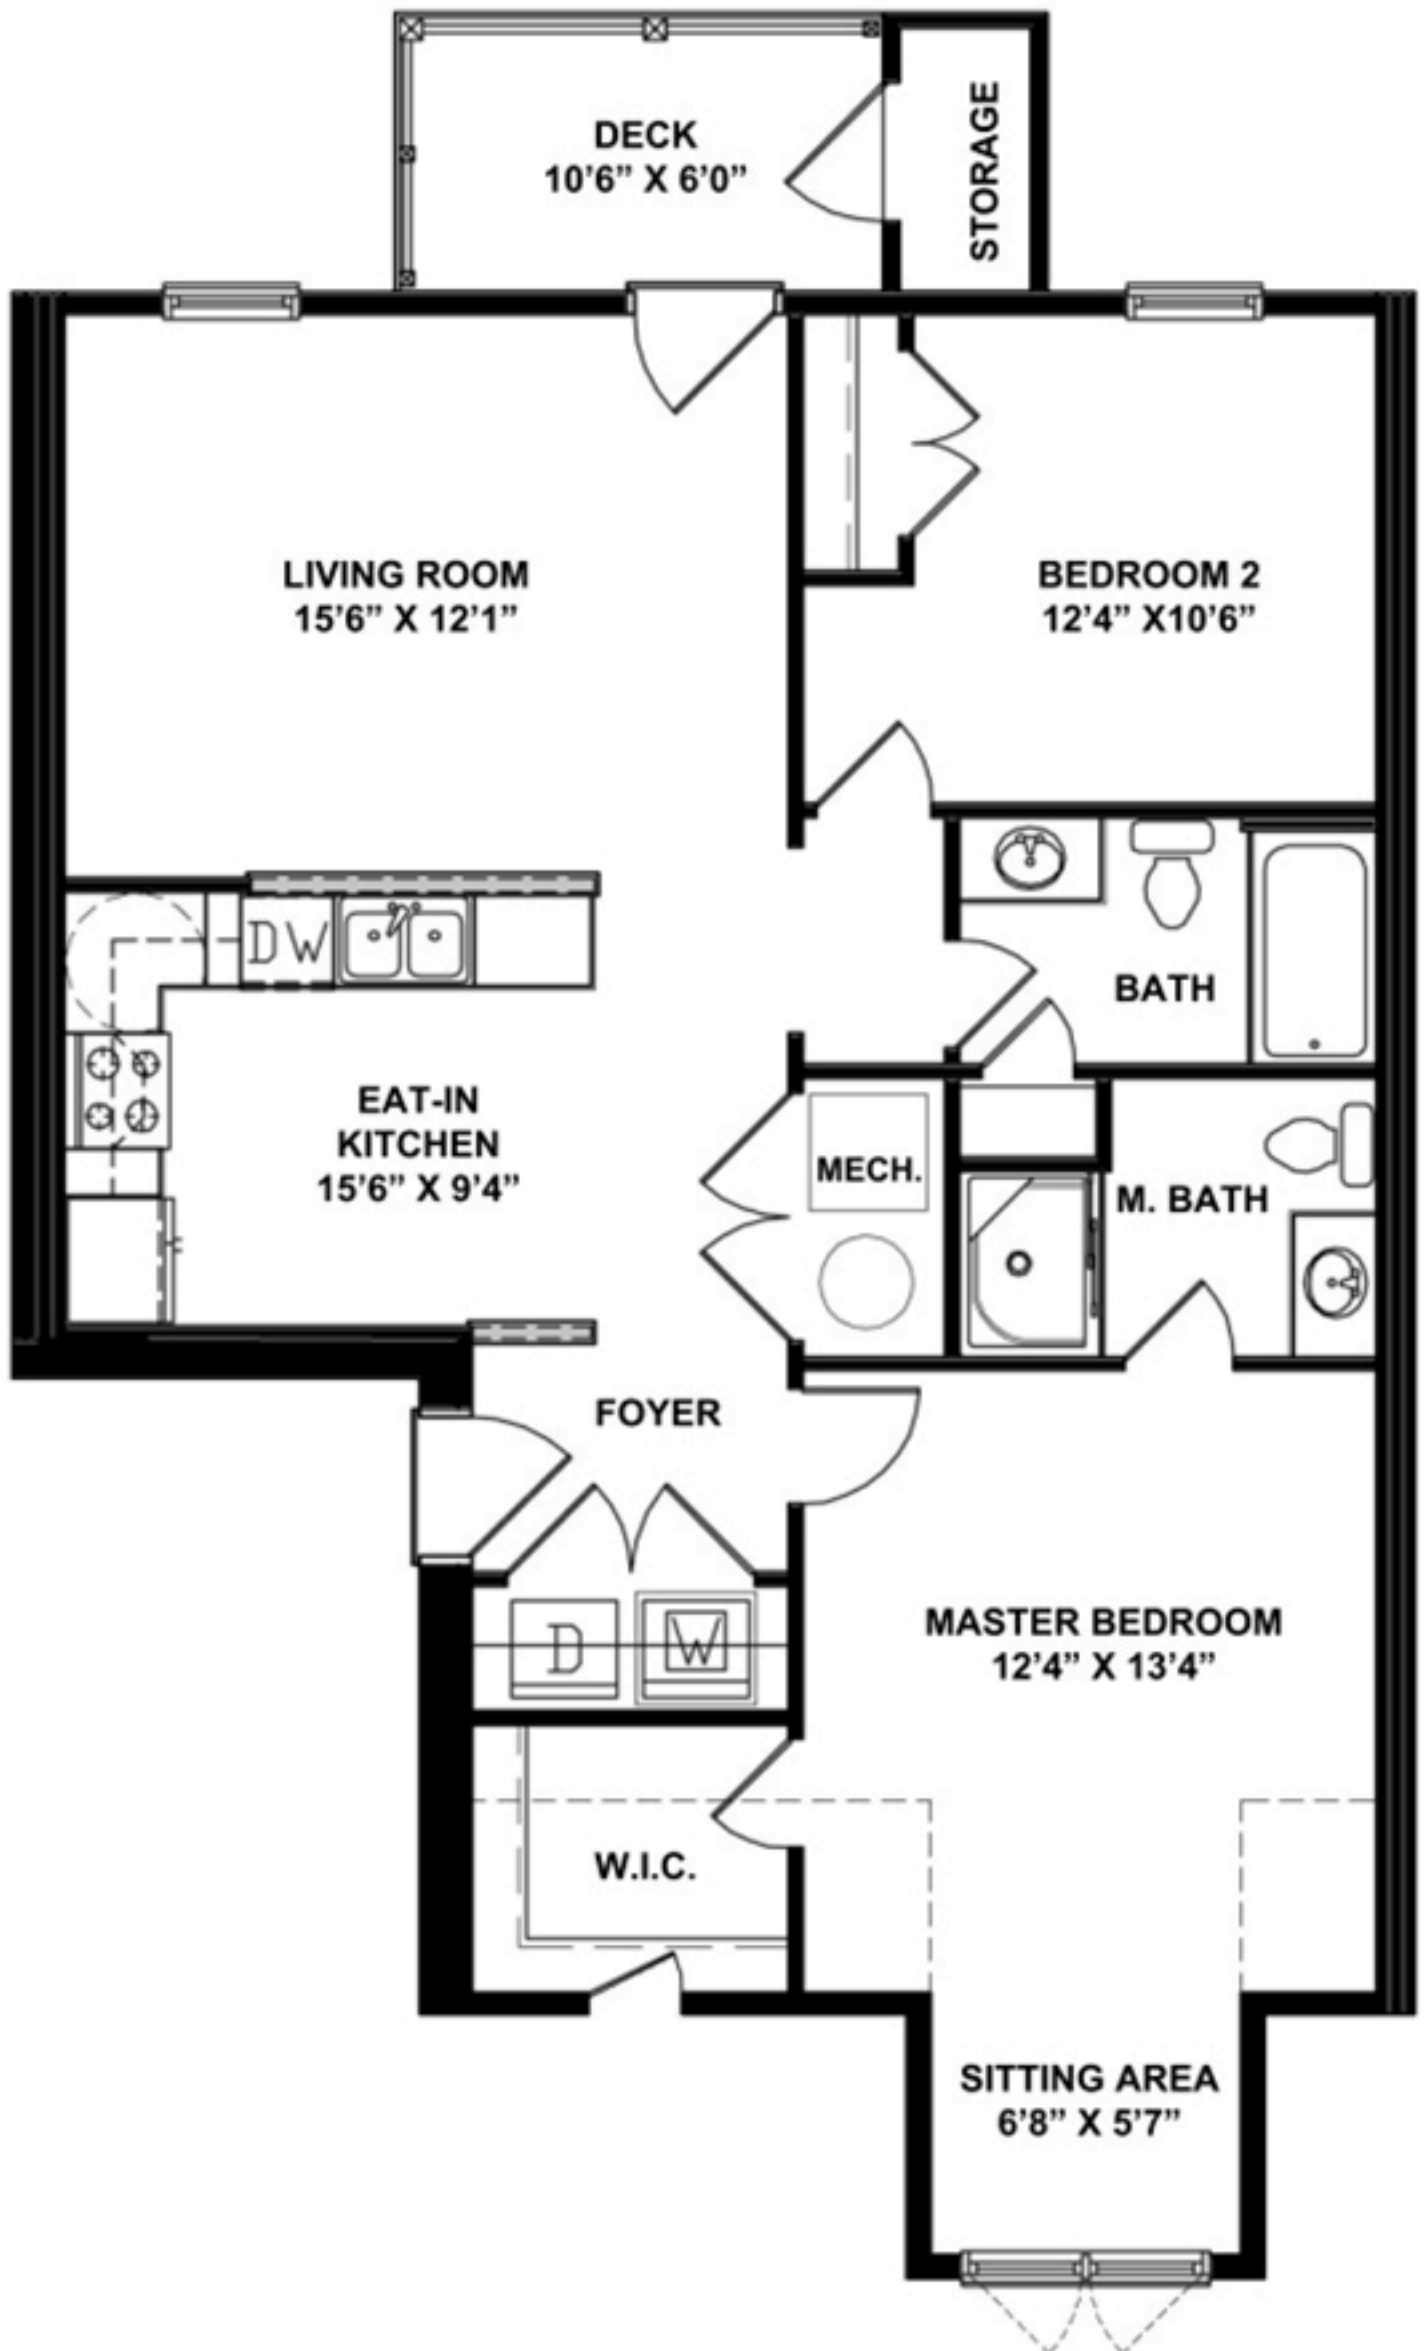 DECK
10’6” X 6’0”
STORAGE
LIVING ROOM
15’6” X 12’1”
BEDROOM 2
12’4” X10’6”
DW
BATH
EAT-IN
KITCHEN
15’6” X 9’4”
MECH.
M. BATH
FOYER
D
W
MASTER BEDROOM
12’4” X 13’4”
W.I.C.
SITTING AREA
6’8” X 5’7”